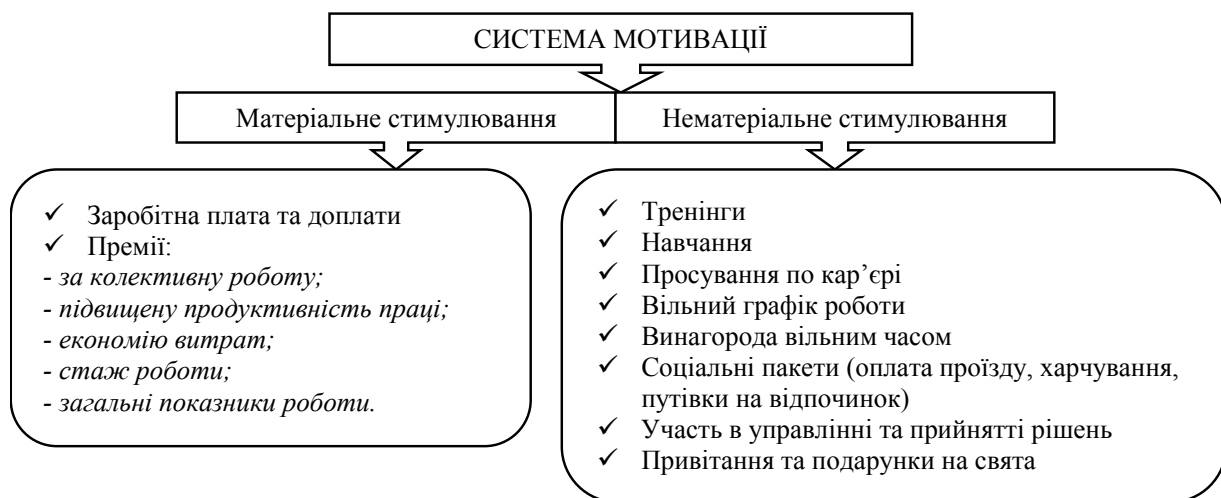 СИСТЕМА МОТИВАЦІЇ
Матеріальне стимулювання
Нематеріальне стимулювання
✓ Заробітна плата та доплати
✓ Премії:
- за колективну роботу;
- підвищену продуктивність праці;
- економію витрат;
- стаж роботи;
- загальні показники роботи.
✓ Тренінги
✓ Навчання
✓ Просування по кар’єрі
✓ Вільний графік роботи
✓ Винагорода вільним часом
✓ Соціальні пакети (оплата проїзду, харчування,
путівки на відпочинок)
✓ Участь в управлінні та прийнятті рішень
✓ Привітання та подарунки на свята